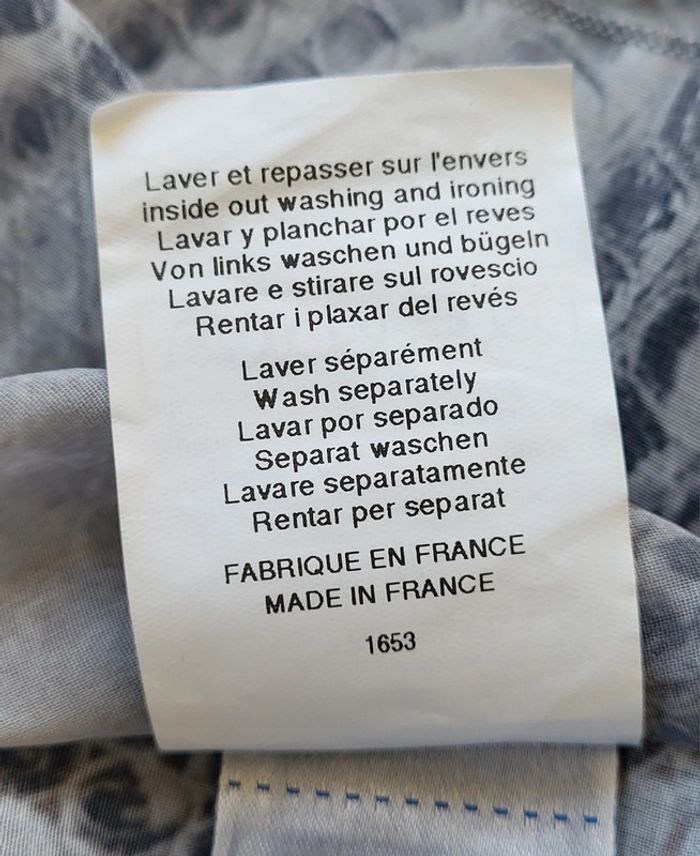 Laver et repasser sur l'envers
inside out washing and ironing
Lavar y planchar por el reves
Von links waschen und bügeln
Lavare e stirare sul rovescio
Rentar i plaxar del revés
Laver séparément
Wash separately
Lavar por separado
Separat waschen
Lavare separatamente
Rentar per separat
FABRIQUE EN FRANCE
MADE IN FRANCE
1653